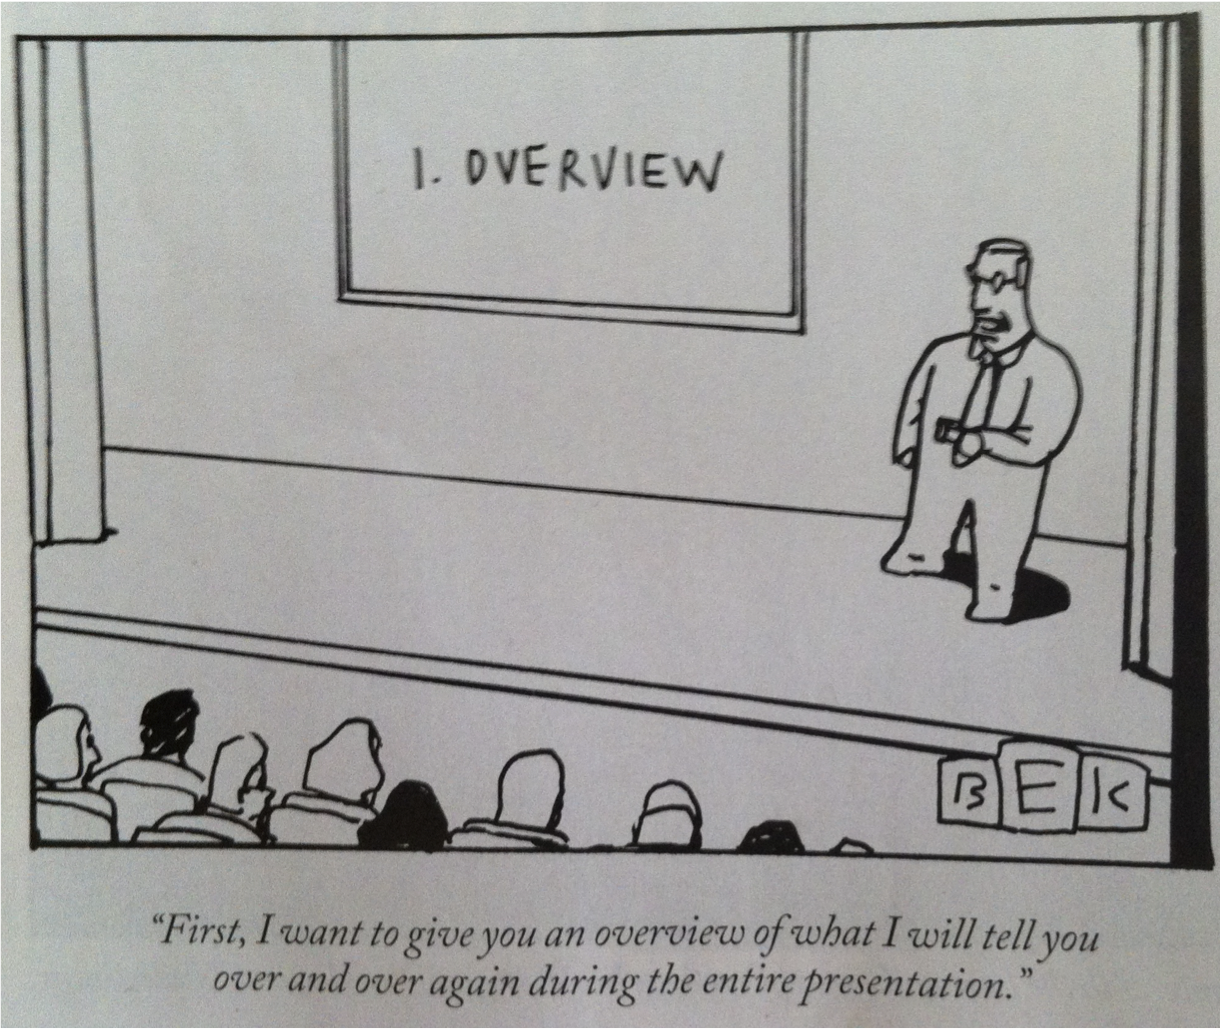 1. OVERVIEW
BEK
“First, I want to give you an overview of what I will tell you
over and over again during the entire presentation.”